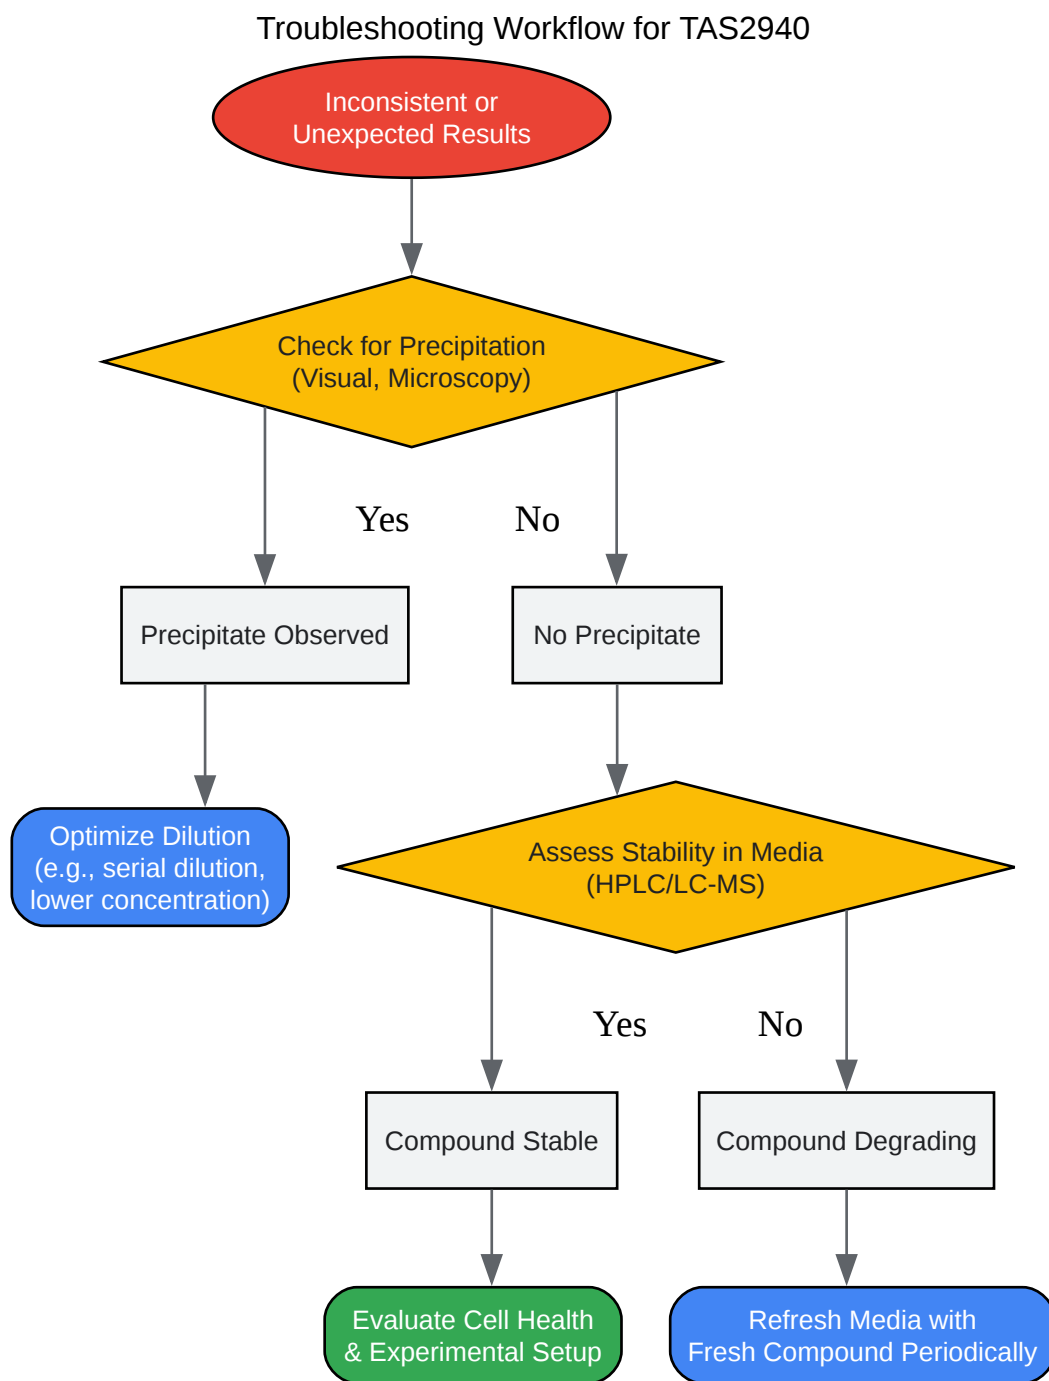 Troubleshooting Workflow for TAS2940
Inconsistent or
Unexpected Results
Check for Precipitation
(Visual, Microscopy)
Yes
No
Precipitate Observed
No Precipitate
Optimize Dilution
(e.g., serial dilution,
lower concentration)
Assess Stability in Media
(HPLC/LC-MS)
Yes
No
Compound Stable
Compound Degrading
Evaluate Cell Health
& Experimental Setup
Refresh Media with
Fresh Compound Periodically